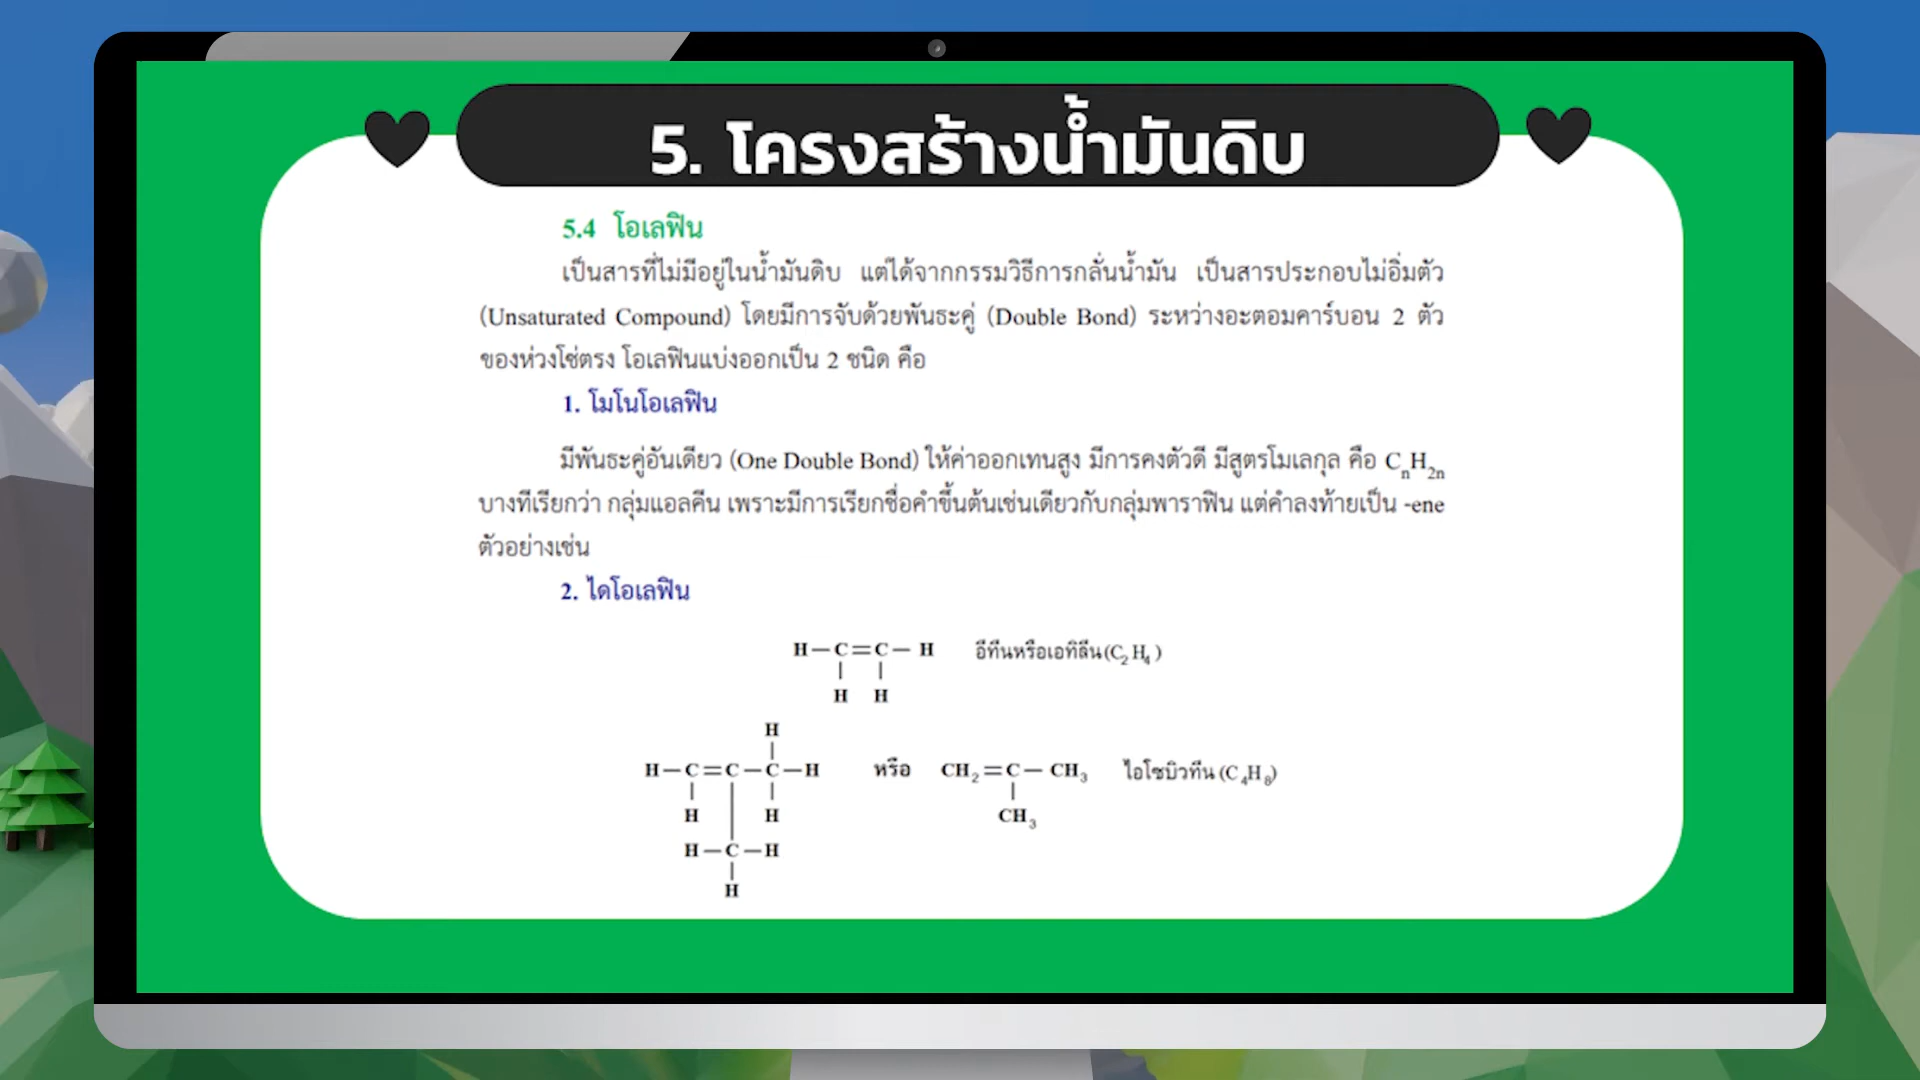 5. โครงสร้างน้ำมันดิบ
5.4 โอเลฟิน
เป็นสารที่ไม่มีอยู่ในน้ำมันดิบ แต่ได้จากกรรมวิธีการกลั่นน้ำมัน เป็นสารประกอบไม่อิ่มตัว
(Unsaturated Compound) โดยมีการจับด้วยพันธะคู่ (Double Bond) ระหว่างอะตอมคาร์บอน 2 ตัว
ของห่วงโซ่ตรง โอเลฟินแบ่งออกเป็น 2 ชนิด คือ
1. โมโนโอเลฟิน
มีพันธะคู่อันเดียว (One Double Bond) ให้ค่าออกเทนสูง มีการคงตัวดี มีสูตรโมเลกุล คือ CₙH₂ₙ
บางทีเรียกว่า กลุ่มแอลคีน เพราะมีการเรียกชื่อคำขึ้นต้นเช่นเดียวกับกลุ่มพาราฟิน แต่คำลงท้ายเป็น -ene
ตัวอย่างเช่น
2. ไดโอเลฟิน
H—C=C—H อีทีนหรือเอทิลีน (C₂H₄)
H H
H
H—C=C—C—H หรือ CH₂=C—CH₃ ไอโซบิวทีน (C₄H₈)
H H CH₃
H—C—H
H